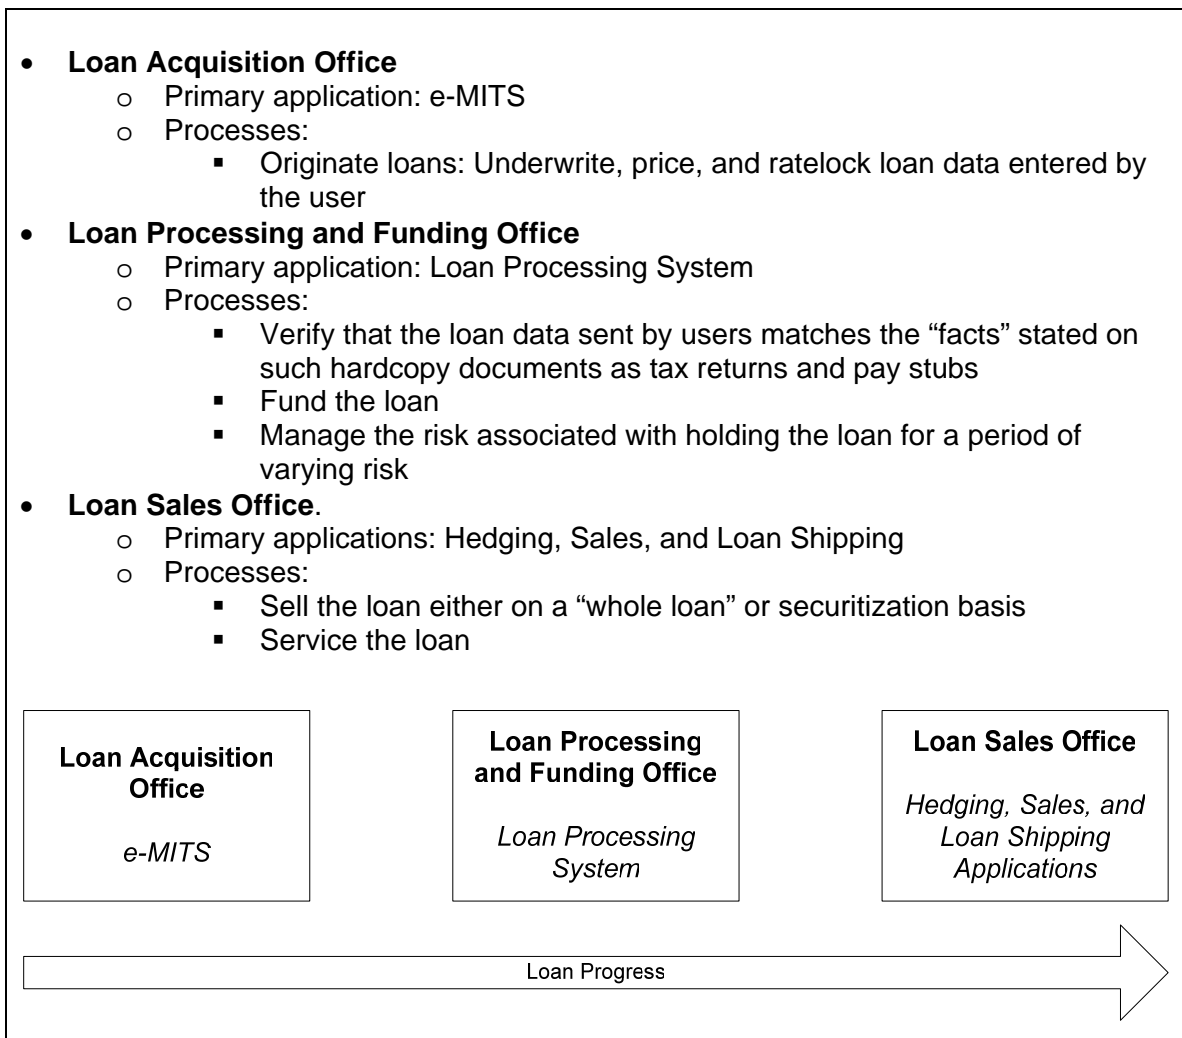 • Loan Acquisition Office
o Primary application: e-MITS
o Processes:
▪ Originate loans: Underwrite, price, and ratelock loan data entered by
the user
• Loan Processing and Funding Office
o Primary application: Loan Processing System
o Processes:
▪ Verify that the loan data sent by users matches the “facts” stated on
such hardcopy documents as tax returns and pay stubs
▪ Fund the loan
▪ Manage the risk associated with holding the loan for a period of
varying risk
• Loan Sales Office.
o Primary applications: Hedging, Sales, and Loan Shipping
o Processes:
▪ Sell the loan either on a “whole loan” or securitization basis
▪ Service the loan
Loan Acquisition
Office
e-MITS
Loan Processing
and Funding Office
Loan Processing
System
Loan Sales Office
Hedging, Sales, and
Loan Shipping
Applications
Loan Progress